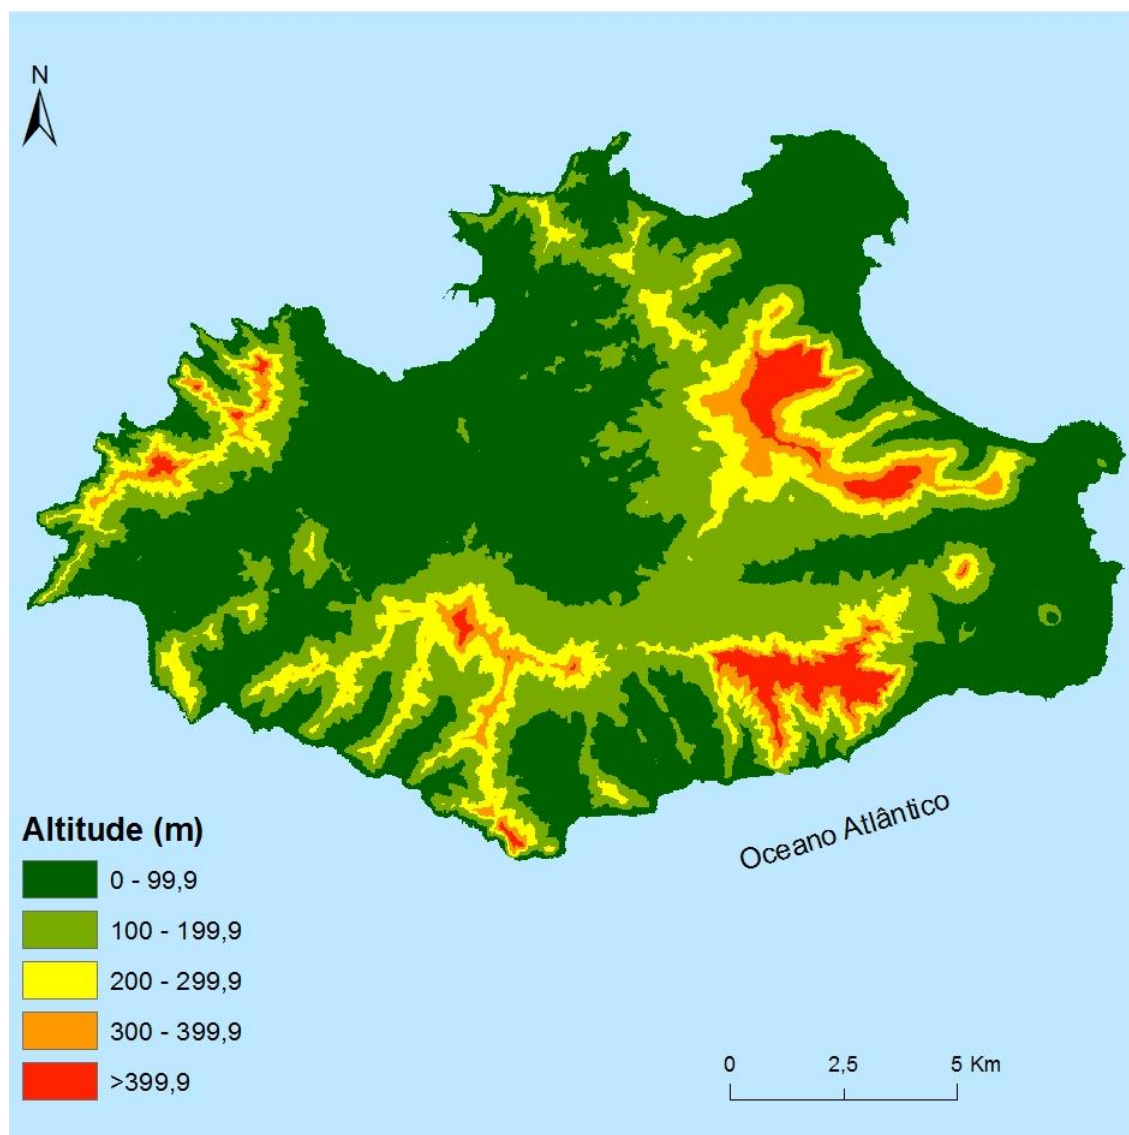 N
Oceano Atlântico
Altitude (m)
0 - 99,9
100 - 199,9
200 - 299,9
300 - 399,9
>399,9
0 2,5 5 Km